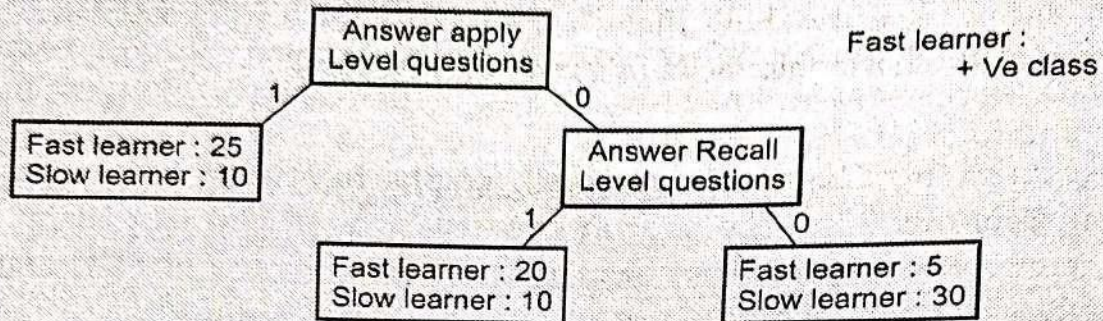 Answer apply
Level questions
Fast learner :
+ Ve class
1
0
Fast learner : 25
Slow learner : 10
Answer Recall
Level questions
1
0
Fast learner : 20
Slow learner : 10
Fast learner : 5
Slow learner : 30